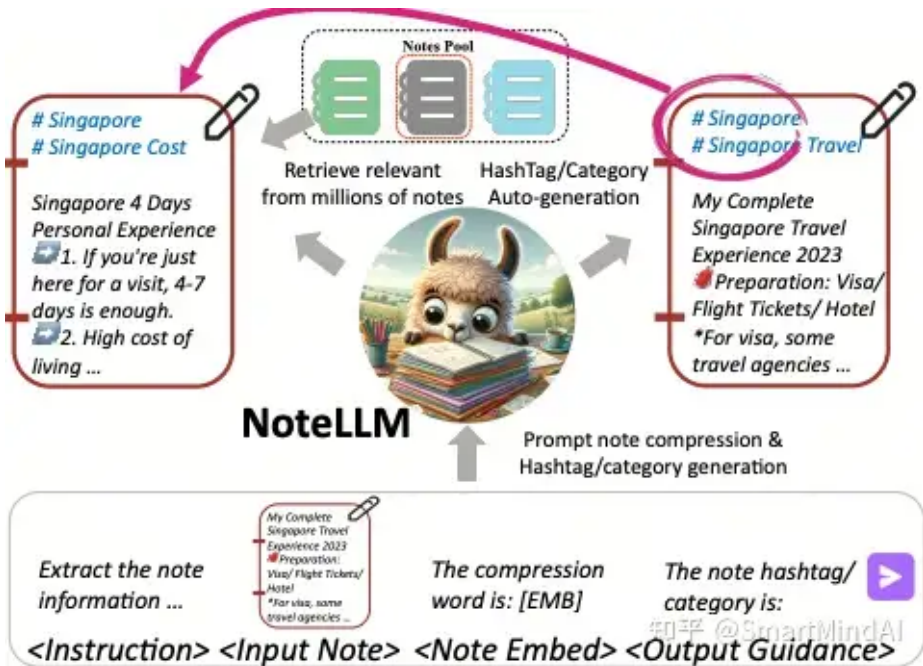 Notes Pool
# Singapore
# Singapore Cost
Singapore 4 Days
Personal Experience
➡1. If you're just
here for a visit, 4-7
days is enough.
➡2. High cost of
living ...
Retrieve relevant
from millions of notes
HashTag/Category
Auto-generation
# Singapore
# Singapore Travel
My Complete
Singapore Travel
Experience 2023
Preparation: Visa/
Flight Tickets/ Hotel
*For visa, some
travel agencies ...
NoteLLM
Prompt note compression &
Hashtag/category generation
Extract the note
information ...
My Complete
Singapore Travel
Experience 2023
Preparation:
Visa/ Flight Tickets/
Hotel
*For visa, some
travel agencies ...
The compression
word is: [EMB]
The note hashtag/
category is:
知乎 @SmartMindAI
<Instruction> <Input Note> <Note Embed> <Output Guidance>